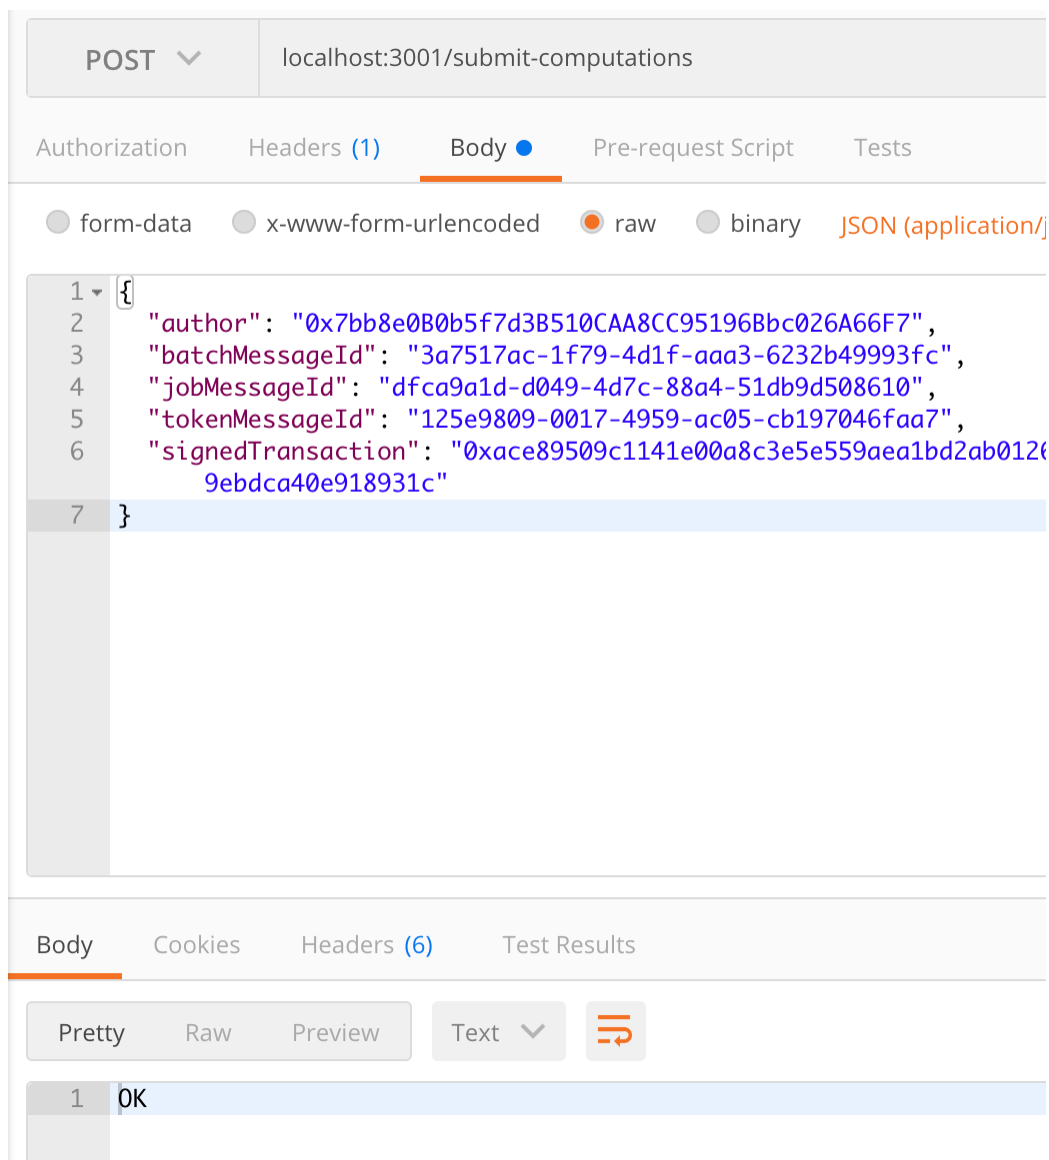 POST localhost:3001/submit-computations
Authorization Headers (1) Body Pre-request Script Tests
form-data x-www-form-urlencoded raw binary JSON (application/j
1 {
2 "author": "0x7bb8e0B0b5f7d3B510CAA8CC95196Bbc026A66F7",
3 "batchMessageId": "3a7517ac-1f79-4d1f-aaa3-6232b49993fc",
4 "jobMessageId": "dfca9a1d-d049-4d7c-88a4-51db9d508610",
5 "tokenMessageId": "125e9809-0017-4959-ac05-cb197046faa7",
6 "signedTransaction": "0xace89509c1141e00a8c3e5e559aea1bd2ab0126
9ebdca40e918931c"
7 }
Body Cookies Headers (6) Test Results
Pretty Raw Preview Text
1 OK